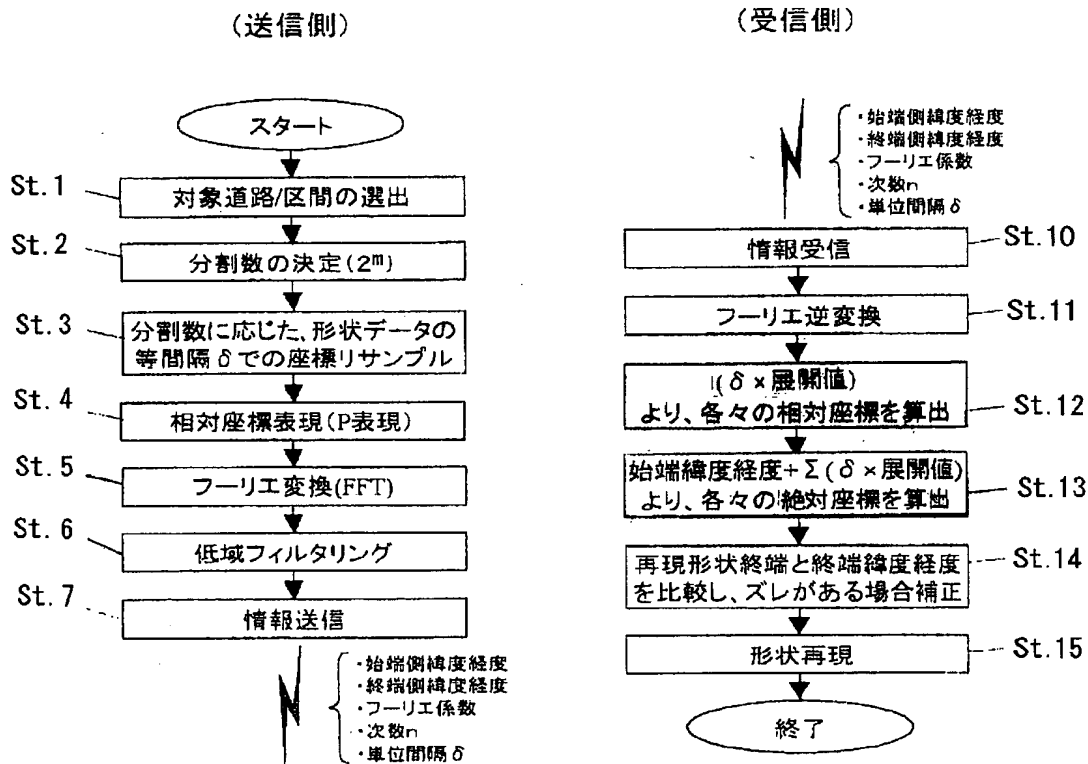 (送信側)
スタート
St.1
対象道路/区間の選出
St.2
分割数の決定(2ᵐ)
St.3
分割数に応じた、形状データの
等間隔δでの座標リサンプル
St.4
相対座標表現(P表現)
St.5
フーリエ変換(FFT)
St.6
低域フィルタリング
St.7
情報送信
・始端側緯度経度
・終端側緯度経度
・フーリエ係数
・次数n
・単位間隔δ
(受信側)
・始端側緯度経度
・終端側緯度経度
・フーリエ係数
・次数n
・単位間隔δ
情報受信
St.10
フーリエ逆変換
St.11
(δ×展開値)
より、各々の相対座標を算出
St.12
始端緯度経度+Σ(δ×展開値)
より、各々の絶対座標を算出
St.13
再現形状終端と終端緯度経度
を比較し、ズレがある場合補正
St.14
形状再現
St.15
終了